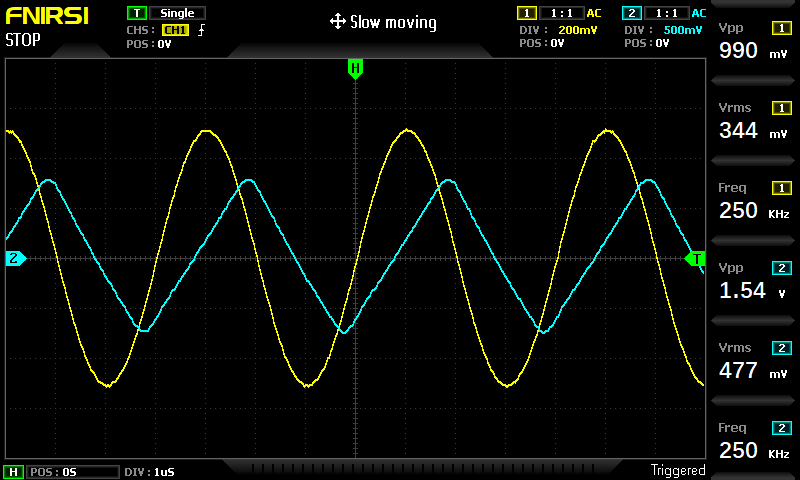 FNIRSI
STOP
T Single
CHS: CH1
POS: 0V
Slow moving
1 1:1 AC
DIV: 200mV
POS: 0V
2 1:1 AC
DIV: 500mV
POS: 0V
H
2
T
Vpp 1
990 mV
Vrms 1
344 mV
Freq 1
250 KHz
Vpp 2
1.54 V
Vrms 2
477 mV
Freq 2
250 KHz
H POS: 0S DIV: 1uS
Triggered